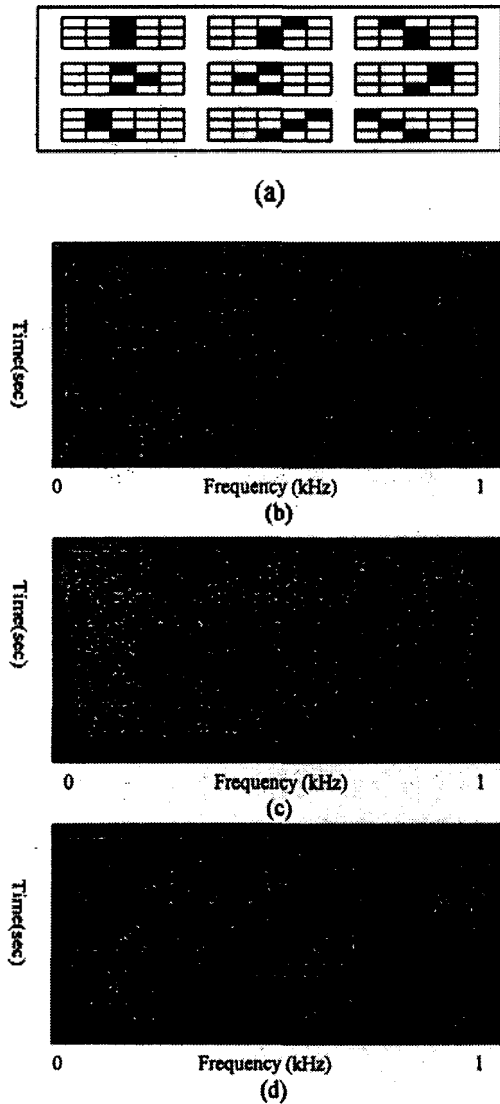 (a)
Time(sec)
0 Frequency (kHz) 1
(b)
Time(sec)
0 Frequency (kHz) 1
(c)
Time(sec)
0 Frequency (kHz) 1
(d)